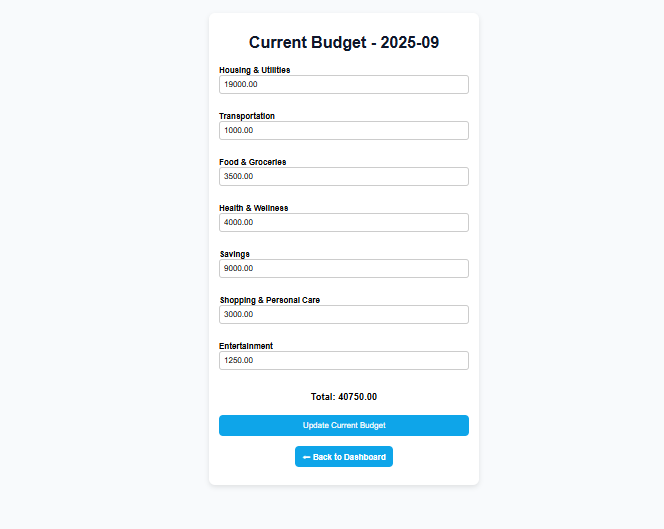 Current Budget - 2025-09
Housing & Utilities
19000.00
Transportation
1000.00
Food & Groceries
3500.00
Health & Wellness
4000.00
Savings
9000.00
Shopping & Personal Care
3000.00
Entertainment
1250.00
Total: 40750.00
Update Current Budget
← Back to Dashboard